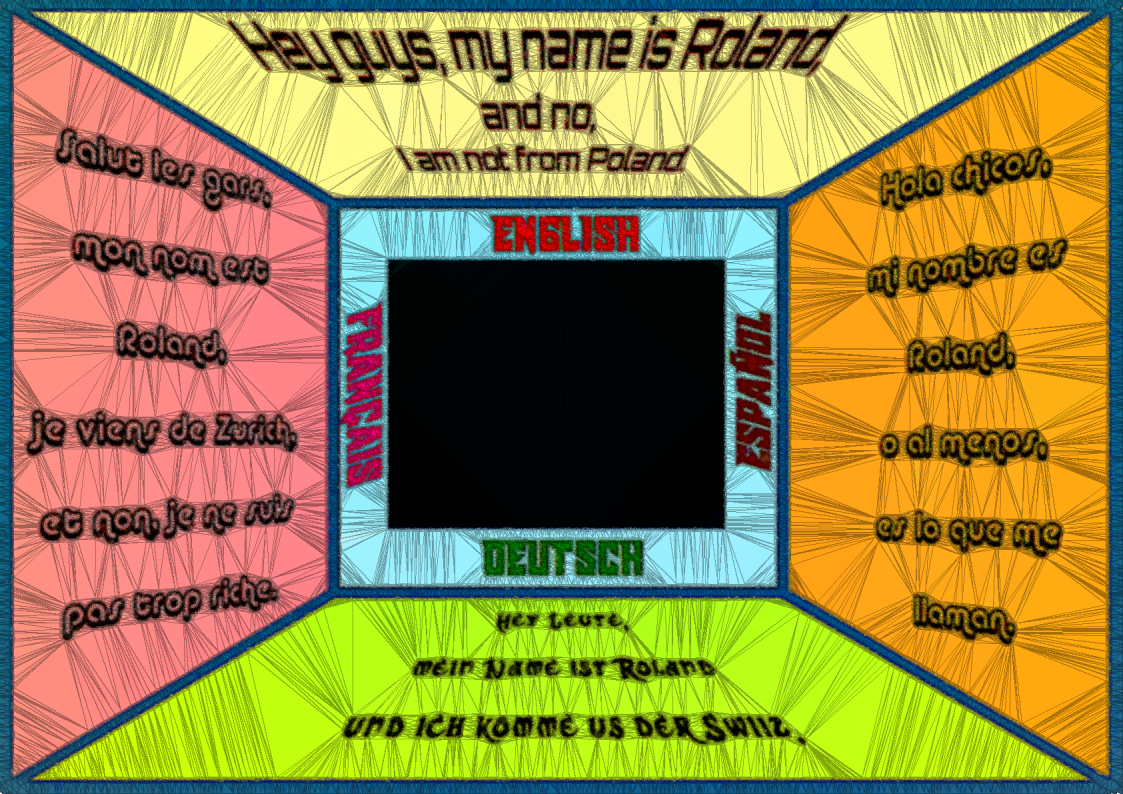 Hey guys, my name is Roland,
and no,
I am not from Poland
ENGLISH
Salut les gars,
mon nom est
Roland,
je viens de Zurich,
et non, je ne suis
pas trop riche.
FRANÇAIS
ESPAÑOL
Hola chicos,
mi nombre es
Roland,
o al menos,
es lo que me
llaman.
DEUTSCH
Hey Leute,
mein Name ist Roland
und ich komme us der Swiiz.